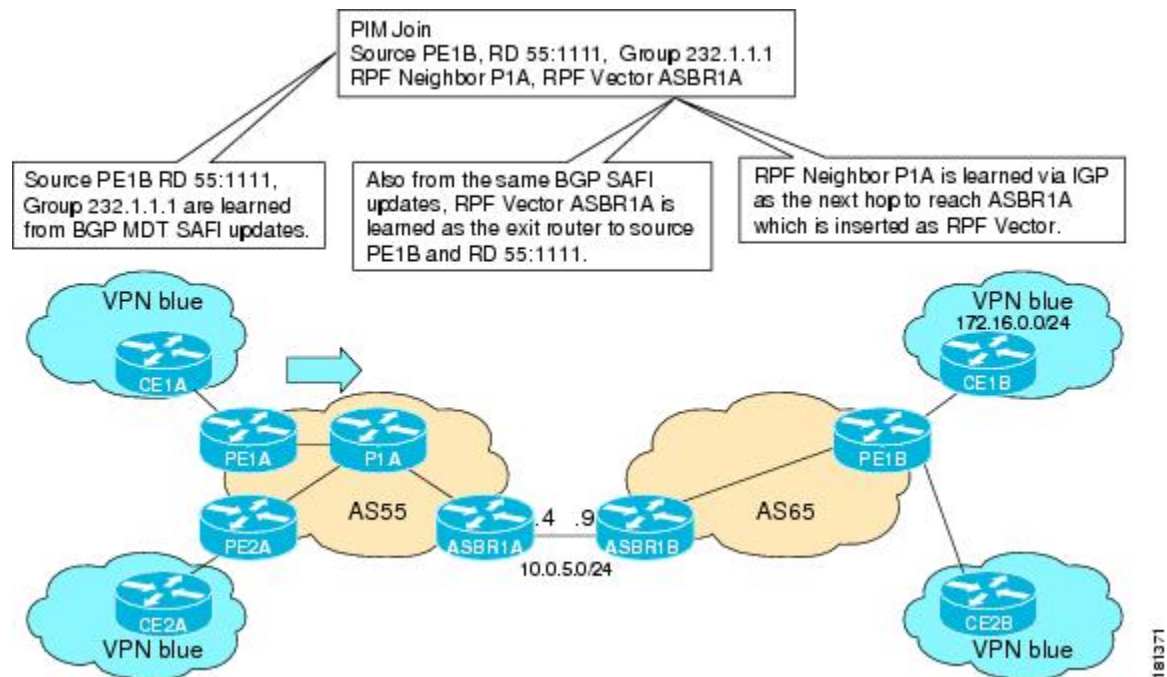 PIM Join
Source PE1B, RD 55:1111, Group 232.1.1.1
RPF Neighbor P1A, RPF Vector ASBR1A
Source PE1B RD 55:1111,
Group 232.1.1.1 are learned
from BGP MDT SAFI updates.
Also from the same BGP SAFI
updates, RPF Vector ASBR1A is
learned as the exit router to source
PE1B and RD 55:1111.
RPF Neighbor P1A is learned via IGP
as the next hop to reach ASBR1A
which is inserted as RPF Vector.
VPN blue
CE1A
VPN blue
172.16.0.0/24
CE1B
PE1A
P1A
PE1B
AS55
AS65
PE2A
ASBR1A
.4
.9
ASBR1B
10.0.5.0/24
CE2A
VPN blue
CE2B
VPN blue
181371